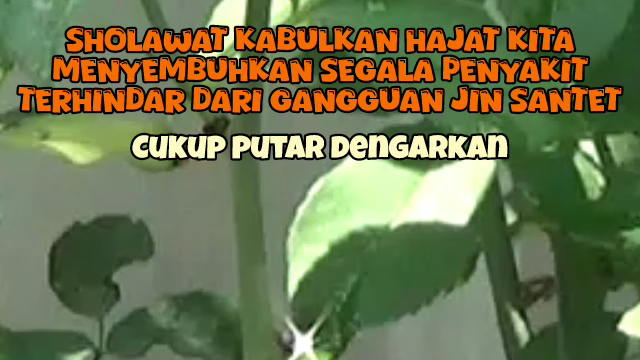 SHOLAWAT KABULKAN HAJAT KITA
MENYEMBUHKAN SEGALA PENYAKIT
TERHINDAR DARI GANGGUAN JIN SANTET
CUKUP PUTAR DENGARKAN